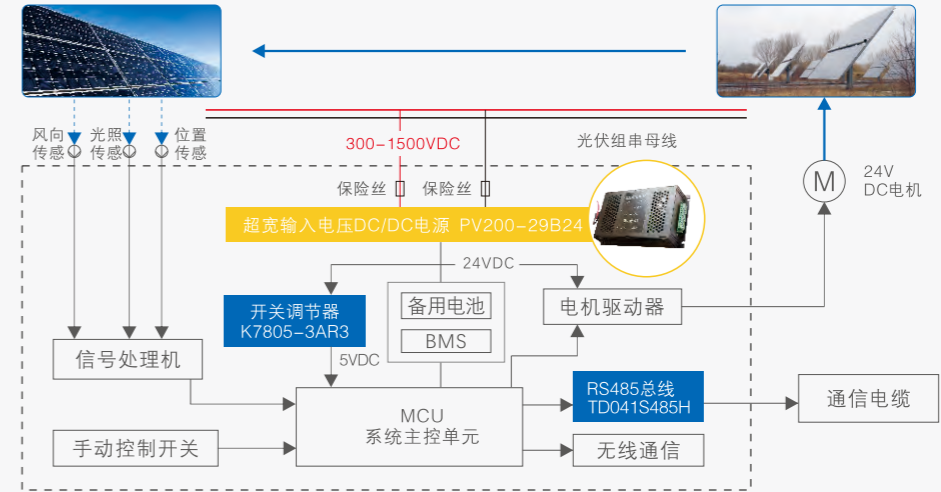 风向
传感
光照
传感
位置
传感
300-1500VDC
光伏组串母线
保险丝
保险丝
超宽输入电压DC/DC电源 PV200-29B24
24V
DC电机
M
24VDC
开关调节器
K7805-3AR3
备用电池
BMS
电机驱动器
信号处理机
5VDC
MCU
系统主控单元
RS485总线
TD041S485H
通信电缆
手动控制开关
无线通信